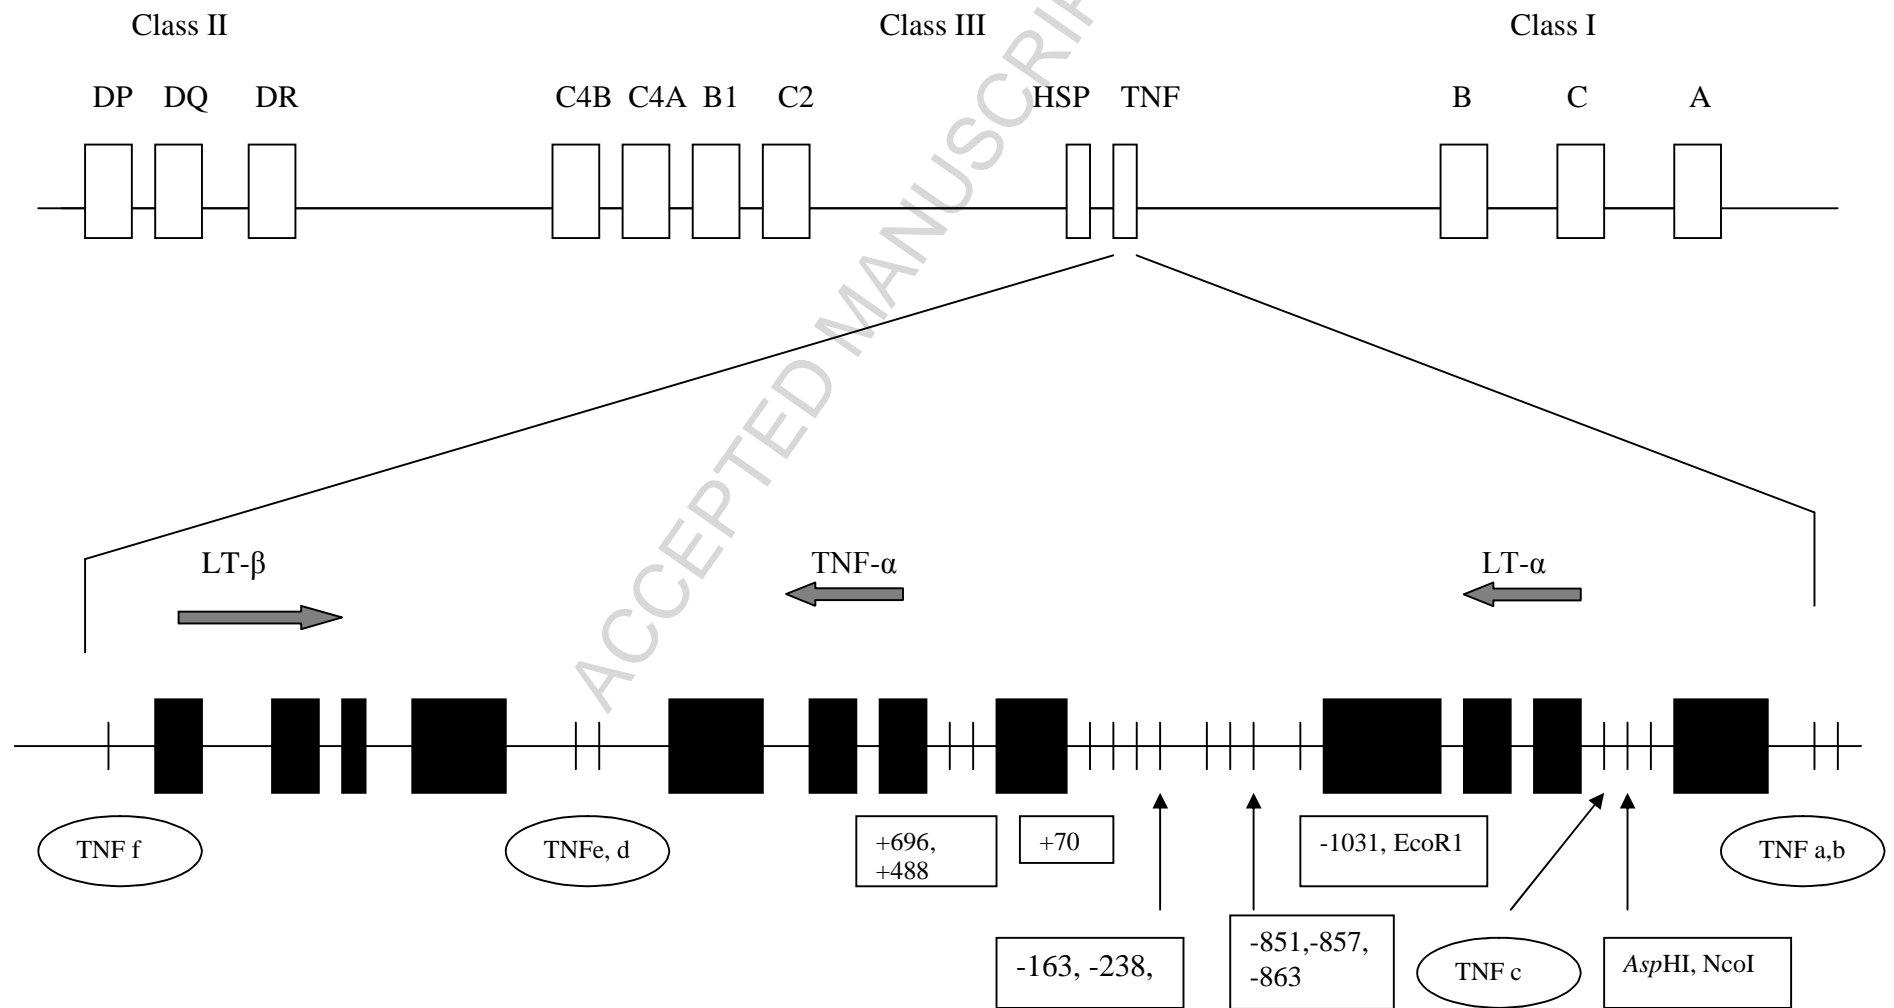 Class II Class III Class I
DP DQ DR C4B C4A B1 C2 HSP TNF B C A
ACCEPTED MANUSCRIPT
LT-β TNF-α LT-α
TNF f
TNFe, d
+696,
+488
+70
-1031, EcoR1
TNF a,b
-163, -238,
-851,-857,
-863
TNF c
AspHI, NcoI